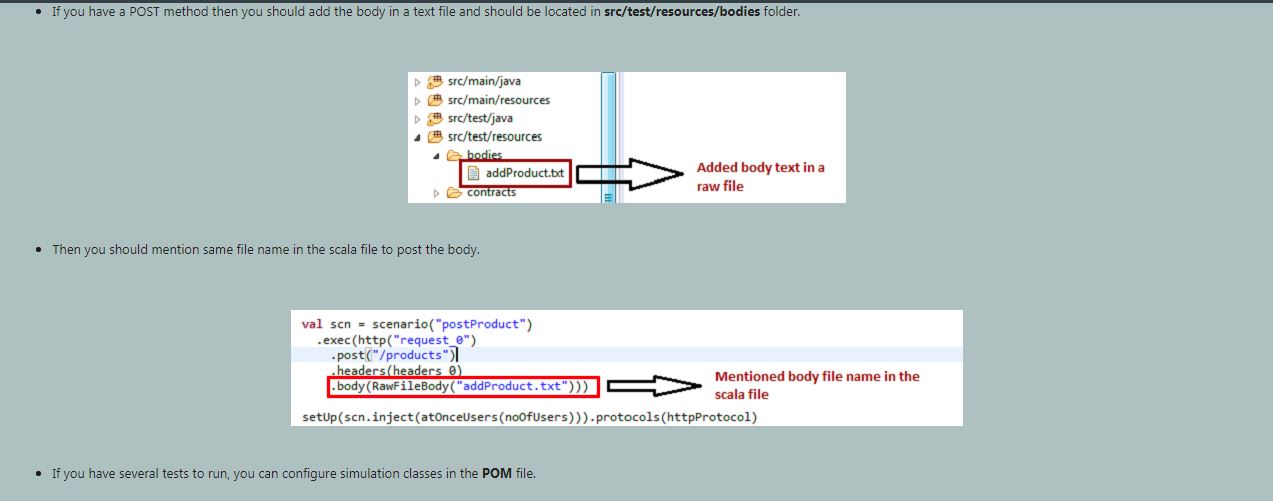 If you have a POST method then you should add the body in a text file and should be located in src/test/resources/bodies folder.
src/main/java
src/main/resources
src/test/java
src/test/resources
bodies
addProduct.txt
contracts
Added body text in a
raw file
Then you should mention same file name in the scala file to post the body.
val scn = scenario("postProduct")
.exec(http("request_0")
.post("/products")
.headers(headers_0)
.body(RawFileBody("addProduct.txt")))
setUp(scn.inject(atOnceUsers(noOfUsers))).protocols(httpProtocol)
Mentioned body file name in the
scala file
If you have several tests to run, you can configure simulation classes in the POM file.